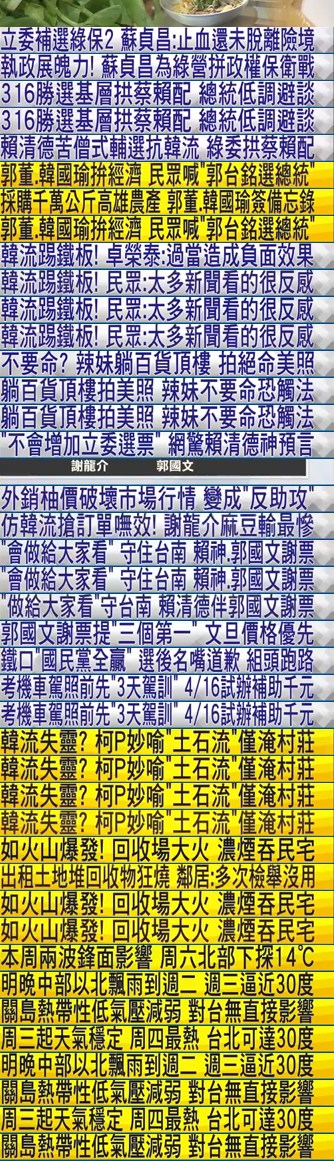 立委補選綠保2 蘇貞昌:止血還未脫離險境
執政展魄力! 蘇貞昌為綠營拼政權保衛戰
316勝選基層拱蔡賴配 總統低調避談
316勝選基層拱蔡賴配 總統低調避談
賴清德苦僧式輔選抗韓流 綠委拱蔡賴配
郭董.韓國瑜拚經濟 民眾喊"郭台銘選總統"
採購千萬公斤高雄農產 郭董.韓國瑜簽備忘錄
郭董.韓國瑜拚經濟 民眾喊"郭台銘選總統"
韓流踢鐵板! 卓榮泰:過當造成負面效果
韓流踢鐵板! 民眾:太多新聞看的很反感
韓流踢鐵板! 民眾:太多新聞看的很反感
韓流踢鐵板! 民眾:太多新聞看的很反感
不要命? 辣妹躺百貨頂樓 拍絕命美照
躺百貨頂樓拍美照 辣妹不要命恐觸法
躺百貨頂樓拍美照 辣妹不要命恐觸法
"不會增加立委選票" 網驚賴清德神預言
謝龍介 郭國文
外銷柚價破壞市場行情 變成"反助攻"
仿韓流搶訂單嘸效! 謝龍介麻豆輸最慘
"會做給大家看" 守住台南 賴神.郭國文謝票
"會做給大家看" 守住台南 賴神.郭國文謝票
"做給大家看"守台南 賴清德伴郭國文謝票
郭國文謝票提"三個第一" 文旦價格優先
鐵口"國民黨全贏" 選後名嘴道歉 組頭跑路
考機車駕照前先"3天駕訓" 4/16試辦補助千元
考機車駕照前先"3天駕訓" 4/16試辦補助千元
韓流失靈? 柯P妙喻"土石流"僅淹村莊
韓流失靈? 柯P妙喻"土石流"僅淹村莊
韓流失靈? 柯P妙喻"土石流"僅淹村莊
韓流失靈? 柯P妙喻"土石流"僅淹村莊
如火山爆發! 回收場大火 濃煙吞民宅
出租土地堆回收物狂燒 鄰居:多次檢舉沒用
如火山爆發! 回收場大火 濃煙吞民宅
如火山爆發! 回收場大火 濃煙吞民宅
本周兩波鋒面影響 周六北部下探14℃
明晚中部以北飄雨到週二 週三逼近30度
關島熱帶性低氣壓減弱 對台無直接影響
周三起天氣穩定 周四最熱 台北可達30度
明晚中部以北飄雨到週二 週三逼近30度
關島熱帶性低氣壓減弱 對台無直接影響
周三起天氣穩定 周四最熱 台北可達30度
關島熱帶性低氣壓減弱 對台無直接影響